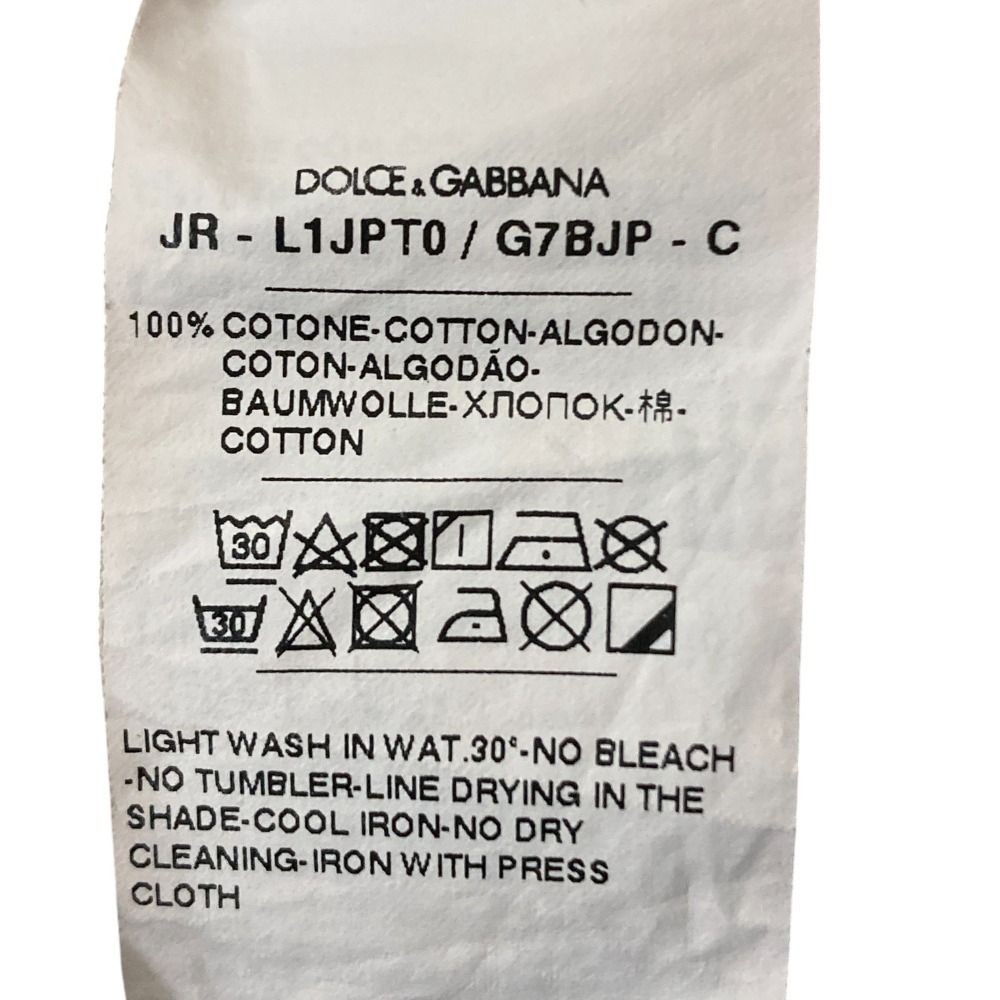 DOLCE & GABBANA
JR - L1JPT0 / G7BJP - C
100% COTONE-COTTON-ALGODON-
COTON-ALGODÃO-
BAUMWOLLE-ХЛОПОК-棉-
COTTON
30
30
LIGHT WASH IN WAT.30°-NO BLEACH
-NO TUMBLER-LINE DRYING IN THE
SHADE-COOL IRON-NO DRY
CLEANING-IRON WITH PRESS
CLOTH